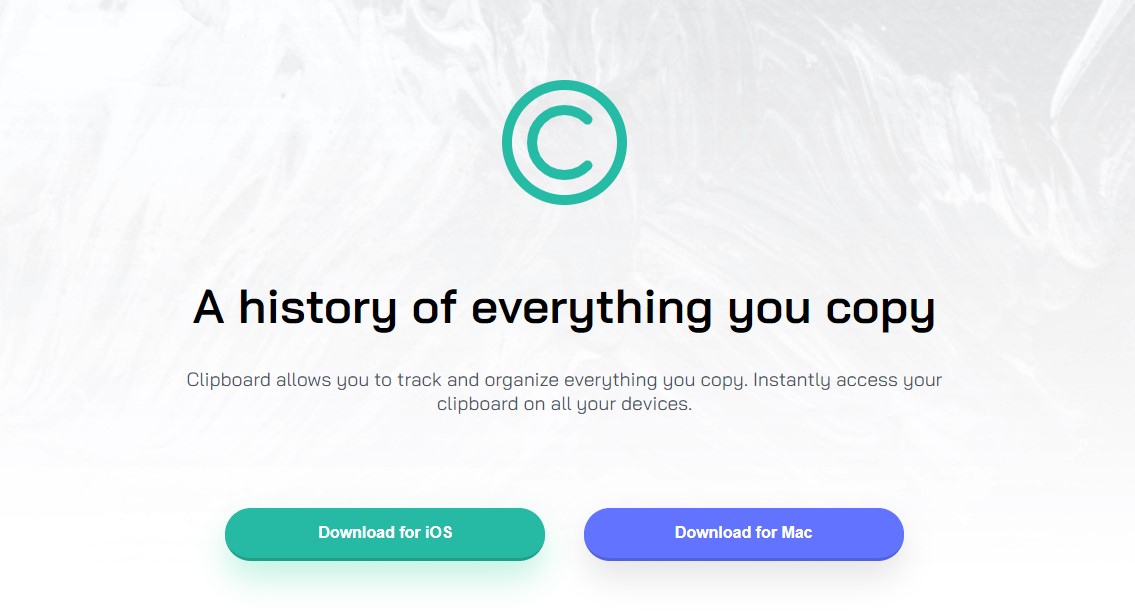 A history of everything you copy
Clipboard allows you to track and organize everything you copy. Instantly access your
clipboard on all your devices.
Download for iOS
Download for Mac